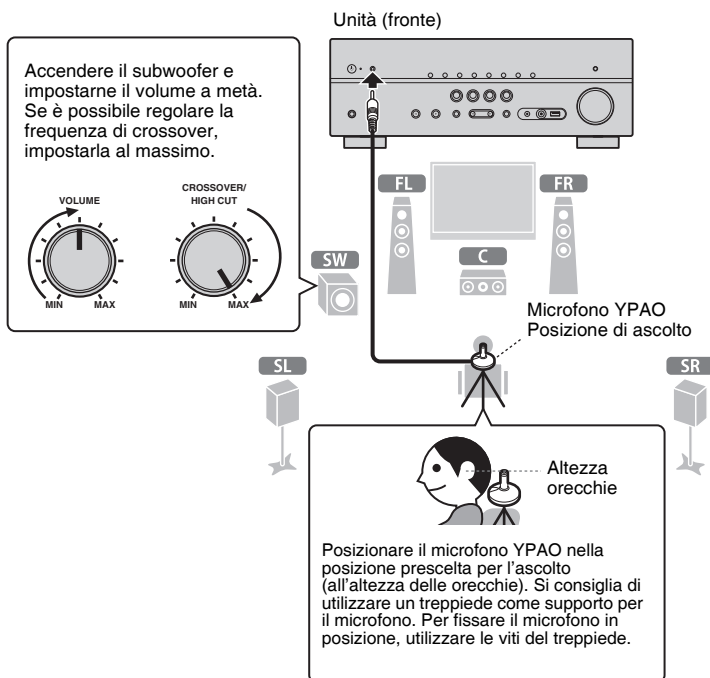 Unità (fronte)
Accendere il subwoofer e
impostarne il volume a metà.
Se è possibile regolare la
frequenza di crossover,
impostarla al massimo.
VOLUME
CROSSOVER/
HIGH CUT
MIN
MAX
MIN
MAX
FL
FR
SW
C
Microfono YPAO
Posizione di ascolto
SL
SR
Altezza
orecchie
Posizionare il microfono YPAO nella
posizione prescelta per l'ascolto
(all'altezza delle orecchie). Si consiglia di
utilizzare un treppiede come supporto per
il microfono. Per fissare il microfono in
posizione, utilizzare le viti del treppiede.